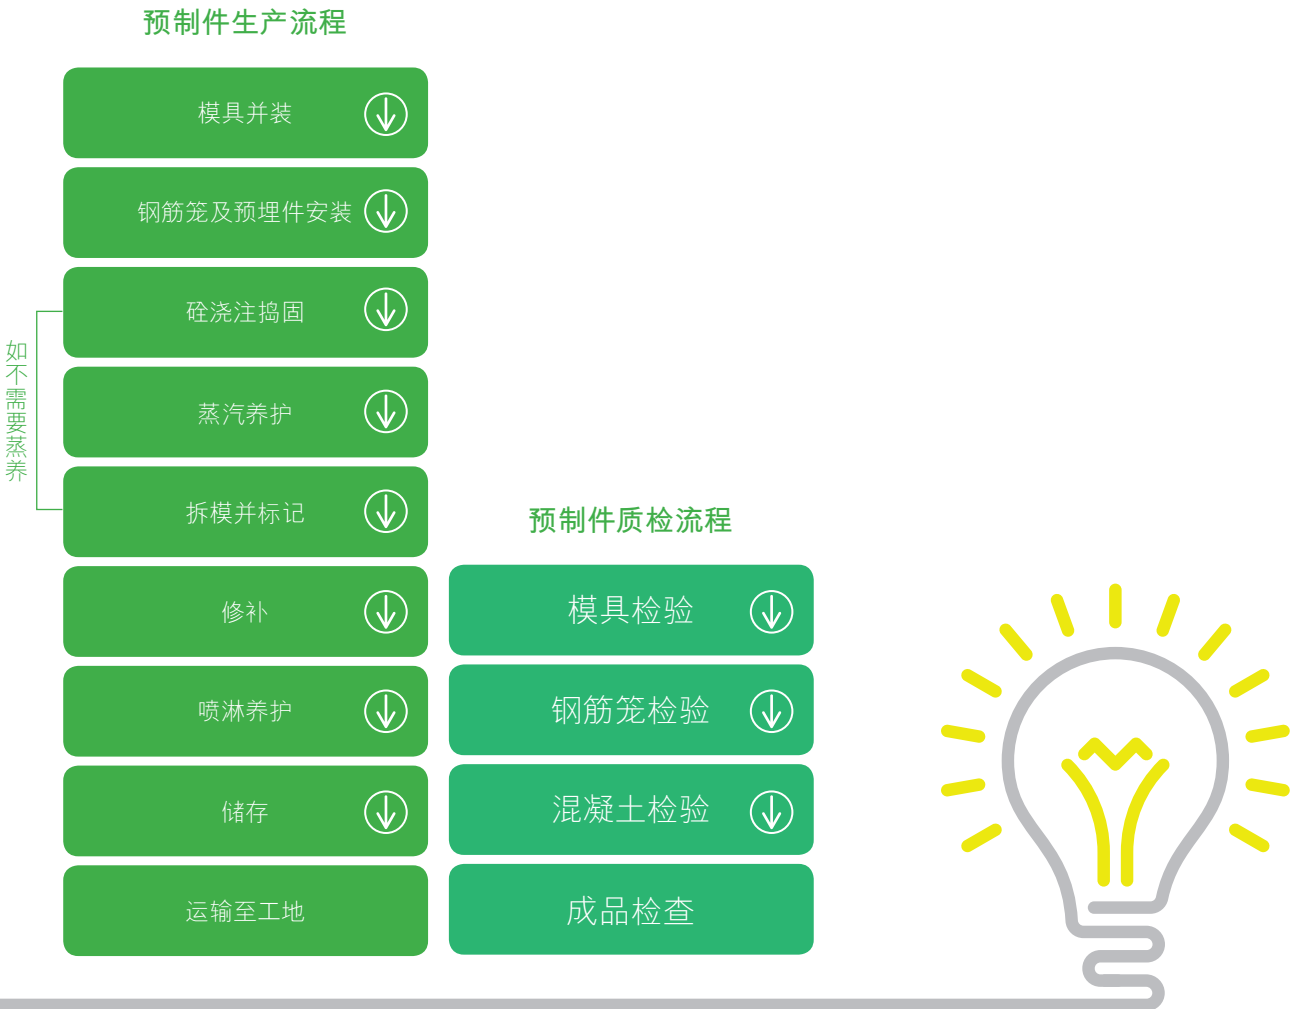 预制件生产流程
模具并装
钢筋笼及预埋件安装
砼浇注捣固
蒸汽养护
拆模并标记
如不需要蒸养
修补
喷淋养护
储存
运输至工地
预制件质检流程
模具检验
钢筋笼检验
混凝土检验
成品检查